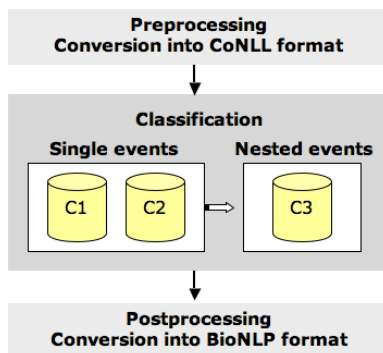 Preprocessing
Conversion into CoNLL format
Classification
Single events
Nested events
C1
C2
C3
Postprocessing
Conversion into BioNLP format